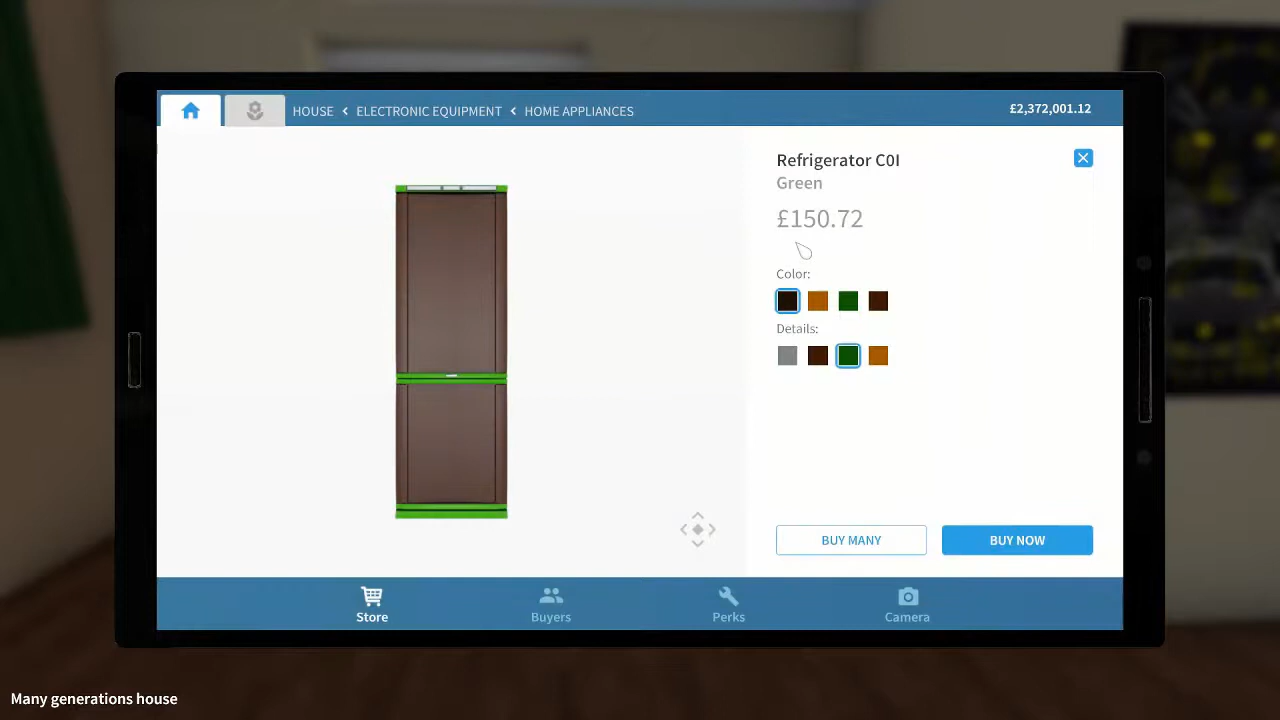 HOUSE < ELECTRONIC EQUIPMENT < HOME APPLIANCES
£2,372,001.12
Refrigerator C0I
Green
£150.72
Color:
Details:
BUY MANY
BUY NOW
Store
Buyers
Perks
Camera
Many generations house